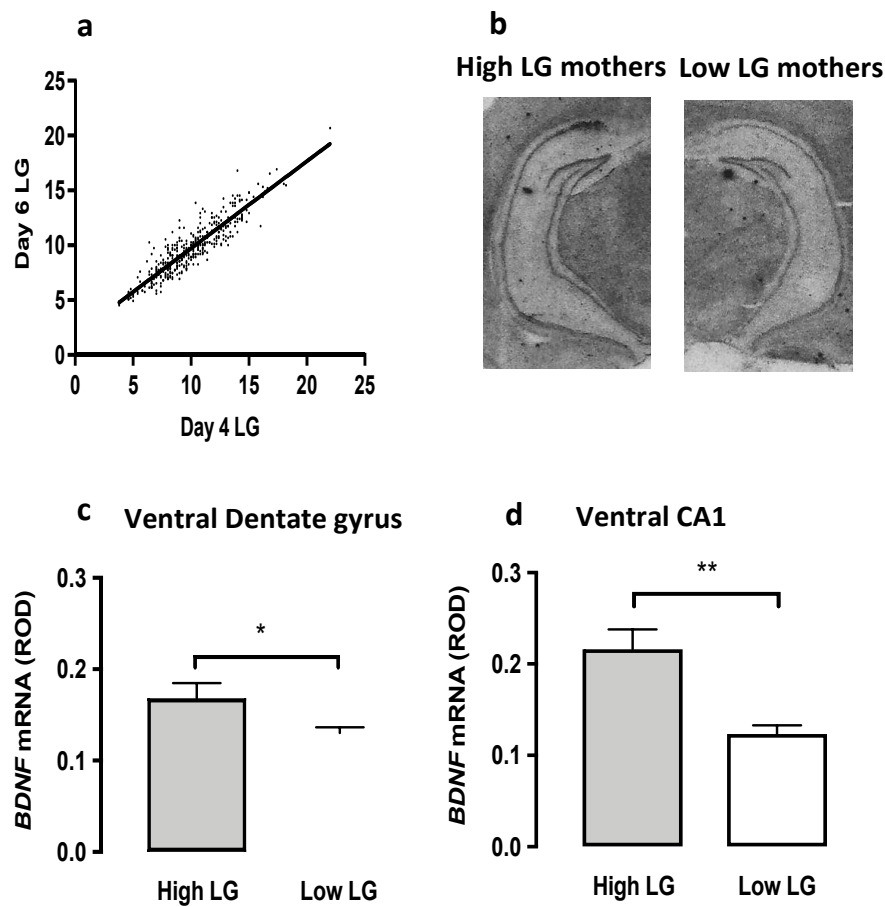 a
25
20
15
10
5
0
Day 6 LG
0 5 10 15 20 25
Day 4 LG
b
High LG mothers Low LG mothers
c Ventral Dentate gyrus
0.3
0.2
0.1
0.0
BDNF mRNA (ROD)
*
High LG Low LG
d Ventral CA1
0.3
0.2
0.1
0.0
BDNF mRNA (ROD)
**
High LG Low LG